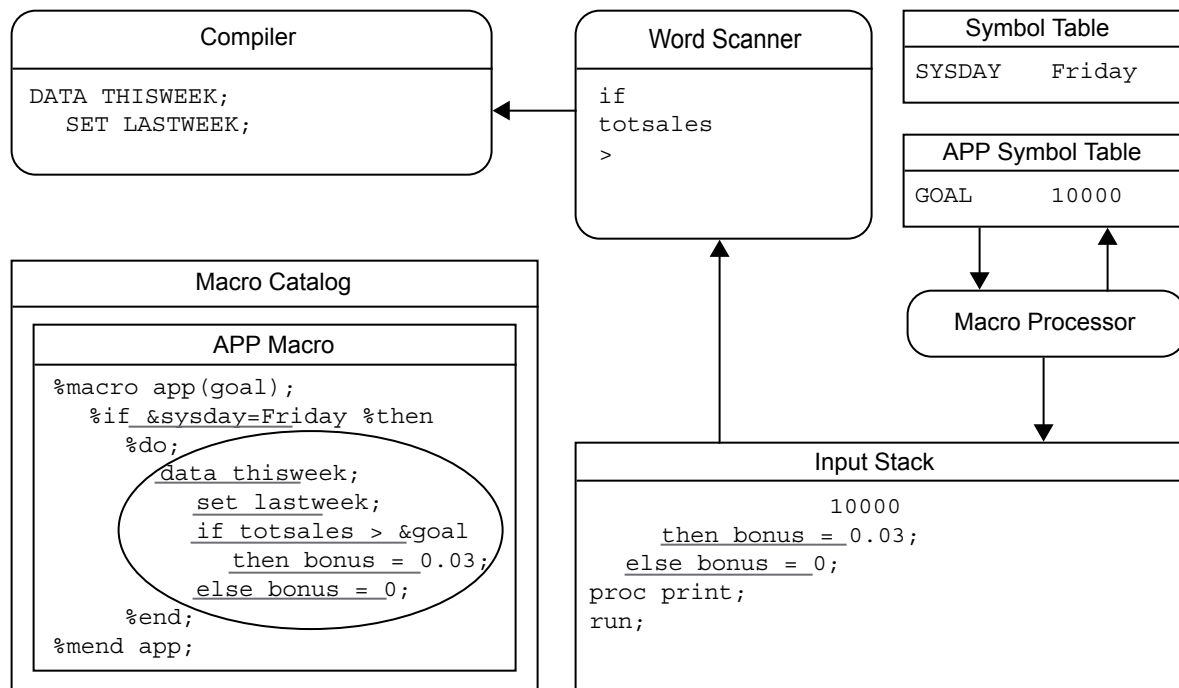 Compiler
DATA THISWEEK;
SET LASTWEEK;
Word Scanner
if
totsales
>
Symbol Table
SYSDAY Friday
APP Symbol Table
GOAL 10000
Macro Processor
Macro Catalog
APP Macro
%macro app(goal);
%if &sysday=Friday %then
%do;
data thisweek;
set lastweek;
if totsales > &goal
then bonus = 0.03;
else bonus = 0;
%end;
%mend app;
Input Stack
10000
then bonus = 0.03;
else bonus = 0;
proc print;
run;